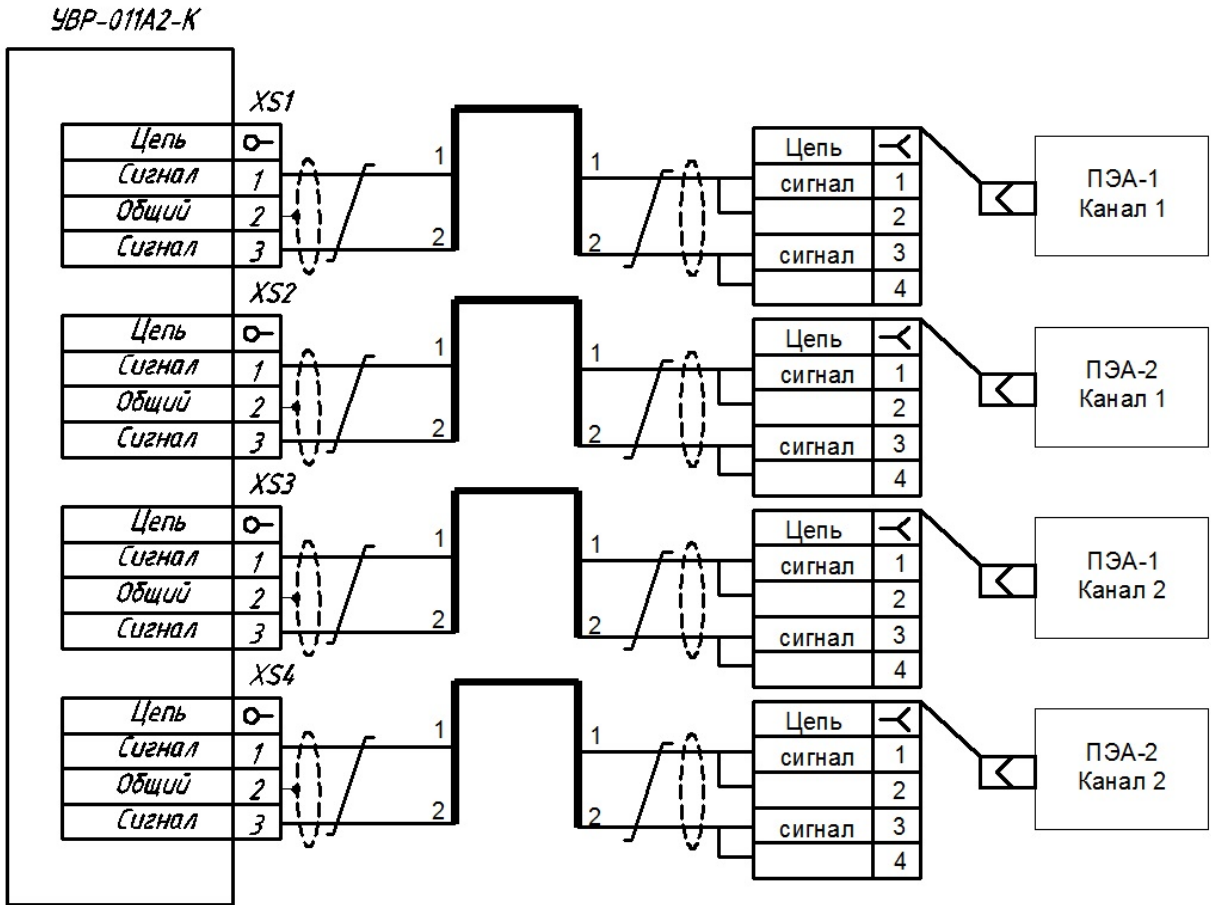 УВР-011А2-К
XS1
Цепь
Сигнал 1
Общий 2
Сигнал 3
1
2
1
2
Цепь
сигнал 1
2
сигнал 3
4
ПЭА-1
Канал 1
XS2
Цепь
Сигнал 1
Общий 2
Сигнал 3
1
2
1
2
Цепь
сигнал 1
2
сигнал 3
4
ПЭА-2
Канал 1
XS3
Цепь
Сигнал 1
Общий 2
Сигнал 3
1
2
1
2
Цепь
сигнал 1
2
сигнал 3
4
ПЭА-1
Канал 2
XS4
Цепь
Сигнал 1
Общий 2
Сигнал 3
1
2
1
2
Цепь
сигнал 1
2
сигнал 3
4
ПЭА-2
Канал 2